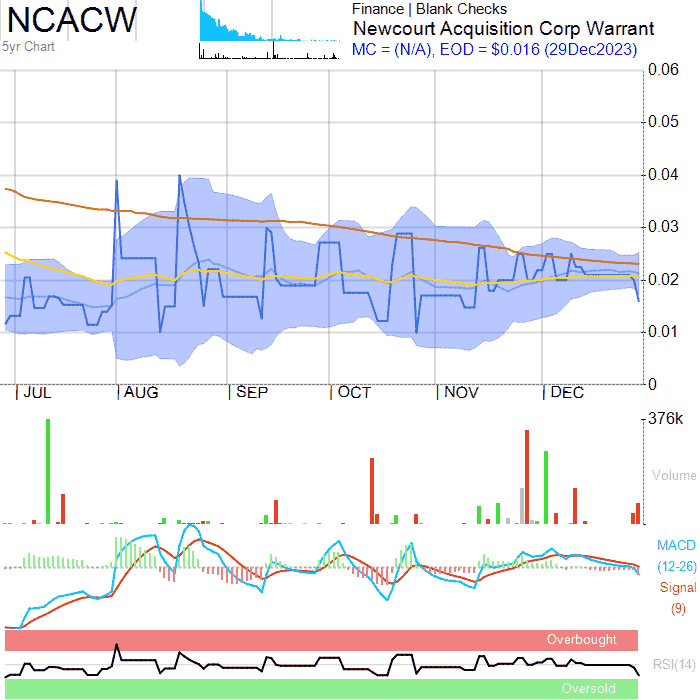 NCACW
5yr Chart
Finance | Blank Checks
Newcourt Acquisition Corp Warrant
MC = (N/A), EOD = $0.016 (29Dec2023)
0.06
0.05
0.04
0.03
0.02
0.01
0
JUL AUG SEP OCT NOV DEC
376k
Volume
MACD
(12-26)
Signal
(9)
Overbought
RSI(14)
Oversold